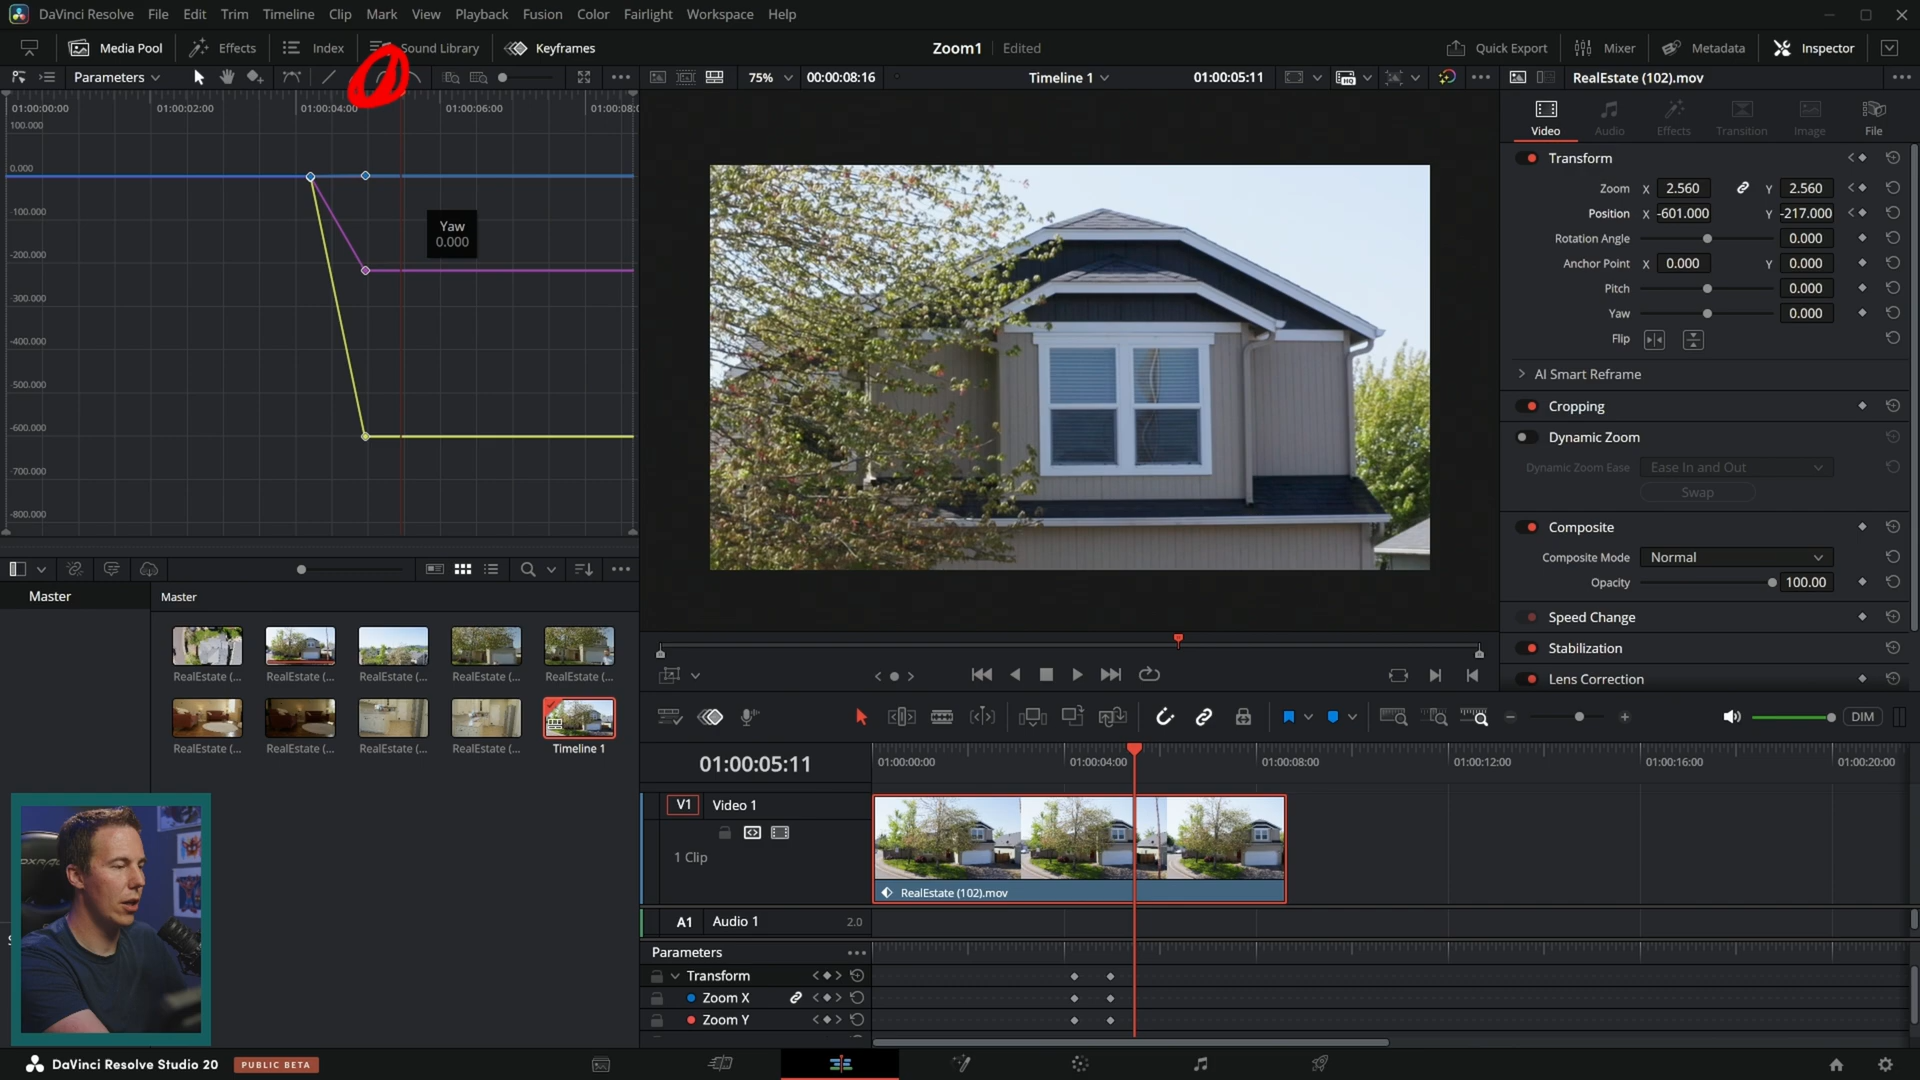 DaVinci Resolve File Edit Trim Timeline Clip Mark View Playback Fusion Color Fairlight Workspace Help
Media Pool Effects Index Sound Library Keyframes Zoom1 Edited Quick Export Mixer Metadata Inspector
Parameters 75% 00:00:08:16 Timeline 1 01:00:05:11 RealEstate (102).mov
01:00:00:00 01:00:02:00 01:00:04:00 01:00:06:00
100.000
0.000
-100.000
-200.000
-300.000
-400.000
-500.000
-600.000
-700.000
-800.000
Yaw
0.000
Video Audio Effects Transition Image File
Transform
Zoom X 2.560 Y 2.560
Position X -601.000 Y -217.000
Rotation Angle 0.000
Anchor Point X 0.000 Y 0.000
Pitch 0.000
Yaw 0.000
Flip
AI Smart Reframe
Cropping
Dynamic Zoom
Dynamic Zoom Ease Ease In and Out
Swap
Composite
Composite Mode Normal
Opacity 100.00
Speed Change
Stabilization
Lens Correction
Master Master
RealEstate (... RealEstate (... RealEstate (... RealEstate (... RealEstate (...
RealEstate (... RealEstate (... RealEstate (... RealEstate (... Timeline 1
DIM
01:00:05:11 01:00:00:00 01:00:04:00 01:00:08:00 01:00:12:00 01:00:16:00 01:00:20:00
V1 Video 1
1 Clip
RealEstate (102).mov
A1 Audio 1 2.0
Parameters
Transform
Zoom X
Zoom Y
DaVinci Resolve Studio 20 PUBLIC BETA